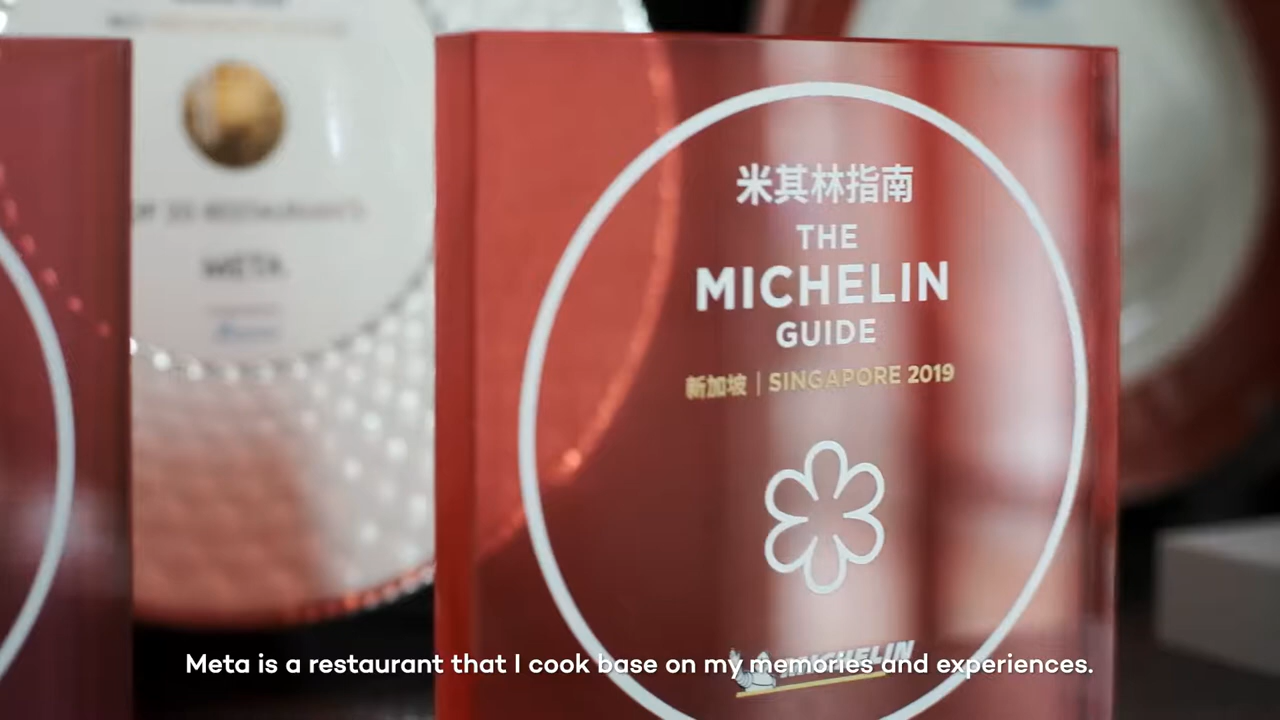 META
米其林指南
THE
MICHELIN
GUIDE
新加坡 | SINGAPORE 2019
MICHELIN
Meta is a restaurant that I cook base on my memories and experiences.